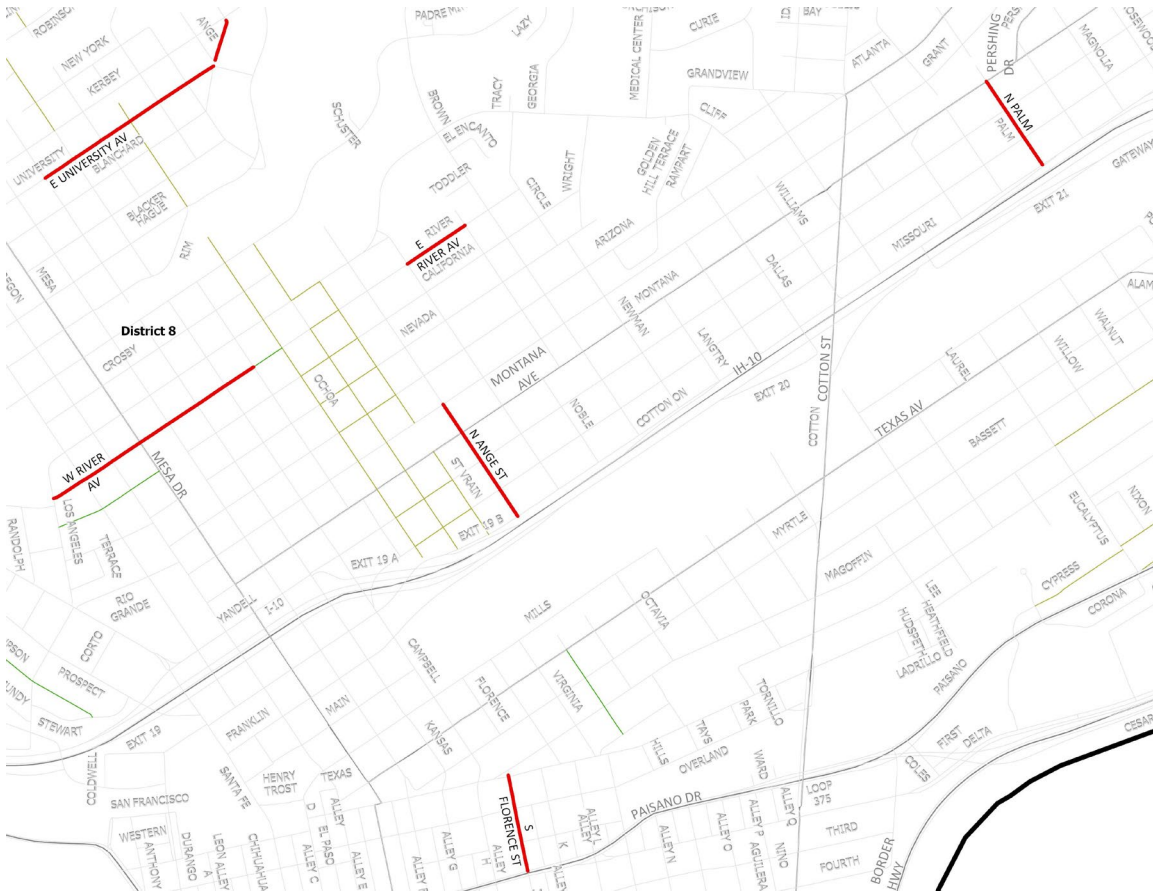 ROBINSON
ANGE
PADRE
LAZY
CURIE
BAY
PERSHING
DR
ROSEWOOD
MAGNOLIA
NEW YORK
KERBEY
TRACY
GEORGIA
MEDICAL CENTER
GRANDVIEW
ATLANTA
GRANT
N PALM
PALM
SCHUSTER
BROWN
EL ENCANTO
CLIFF
UNIVERSITY
E UNIVERSITY AV
BLANCHARD
TODDLER
CIRCLE
WRIGHT
GOLDEN
HILL TERRACE
RAMPART
GATEWAY
EXIT 21
BLACKER
HAGUE
RIM
E RIVER
RIVER AV
CALIFORNIA
ARIZONA
WILLIAMS
MISSOURI
MESA
NEVADA
NEWMAN
MONTANA
DALLAS
District 8
CROSBY
OCHOA
MONTANA
AVE
LANGTRY
IH-10
EXIT 20
COTTON ST
COTTON
LAUREL
WILLOW
WALNUT
NOBLE
COTTON ON
TEXAS AV
BASSETT
W RIVER
AV
MESA DR
N ANGE ST
ST VRAIN
EXIT 19 B
EXIT 19 A
LOS ANGELES
TERRACE
RANDOLPH
RIO
GRANDE
YANDELL
I-10
MYRTLE
MAGOFFIN
EUCALYPTUS
NIXON
CYPRESS
CORONA
MILLS
OCTAVIA
LEE
HEATHFIELD
HUDSPETH
LADRILLO
PAISANO
CORTO
PROSPECT
STEWART
EXIT 19
FRANKLIN
MAIN
CAMPBELL
FLORENCE
KANSAS
VIRGINIA
HILLS
TAYS
OVERLAND
PARK
TORNILLO
WARD
FIRST
DELTA
CESAR
COLES
COLDWELL
SANTA FE
HENRY
TROST
TEXAS
SAN FRANCISCO
WESTERN
ANTHONY
DURANGO
LEON
ALLEY
A
CHIHUAHUA
D
ALLEY
EL PASO
ALLEY C
ALLEY E
ALLEY G
ALLEY
H
S
FLORENCE ST
K
ALLEY
ALLEY L
ALLEY N
PAISANO DR
ALLEY O
ALLEY P
AGUILERA
ALLEY Q
NINO
LOOP
375
THIRD
FOURTH
BORDER
HWY